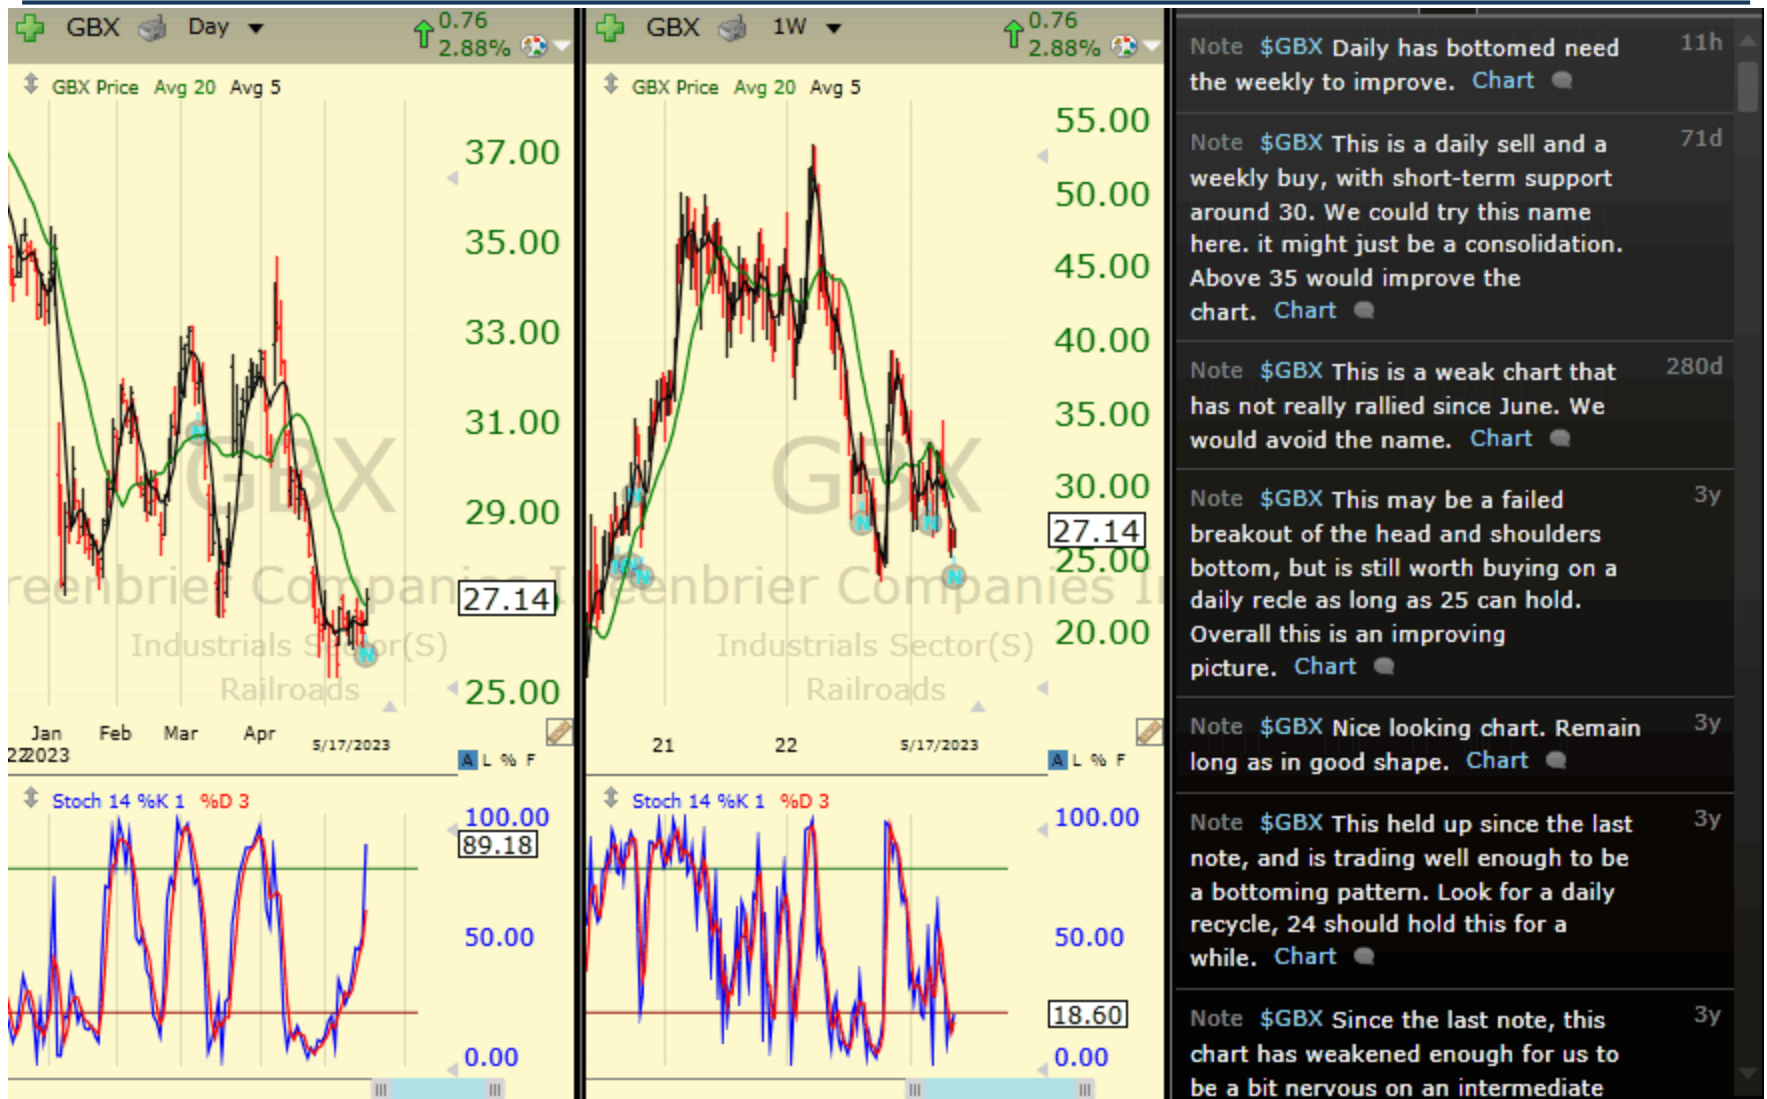 GBX Day 0.76
2.88%
GBX Price Avg 20 Avg 5
37.00
35.00
33.00
31.00
29.00
27.14
25.00
GBX
reenbrier Companies I
Industrials Sector(S)
Railroads
Jan Feb Mar Apr 5/17/2023
222023
A L % F
Stoch 14 %K 1 %D 3
100.00
89.18
50.00
0.00
GBX 1W 0.76
2.88%
GBX Price Avg 20 Avg 5
55.00
50.00
45.00
40.00
35.00
30.00
27.14
25.00
20.00
GBX
eenbrier Companies I
Industrials Sector(S)
Railroads
21 22 5/17/2023
A L % F
Stoch 14 %K 1 %D 3
100.00
50.00
18.60
0.00
Note $GBX Daily has bottomed need 11h
the weekly to improve. Chart
Note $GBX This is a daily sell and a 71d
weekly buy, with short-term support
around 30. We could try this name
here. it might just be a consolidation.
Above 35 would improve the
chart. Chart
Note $GBX This is a weak chart that 280d
has not really rallied since June. We
would avoid the name. Chart
Note $GBX This may be a failed 3y
breakout of the head and shoulders
bottom, but is still worth buying on a
daily recle as long as 25 can hold.
Overall this is an improving
picture. Chart
Note $GBX Nice looking chart. Remain 3y
long as in good shape. Chart
Note $GBX This held up since the last 3y
note, and is trading well enough to be
a bottoming pattern. Look for a daily
recycle, 24 should hold this for a
while. Chart
Note $GBX Since the last note, this 3y
chart has weakened enough for us to
be a bit nervous on an intermediate